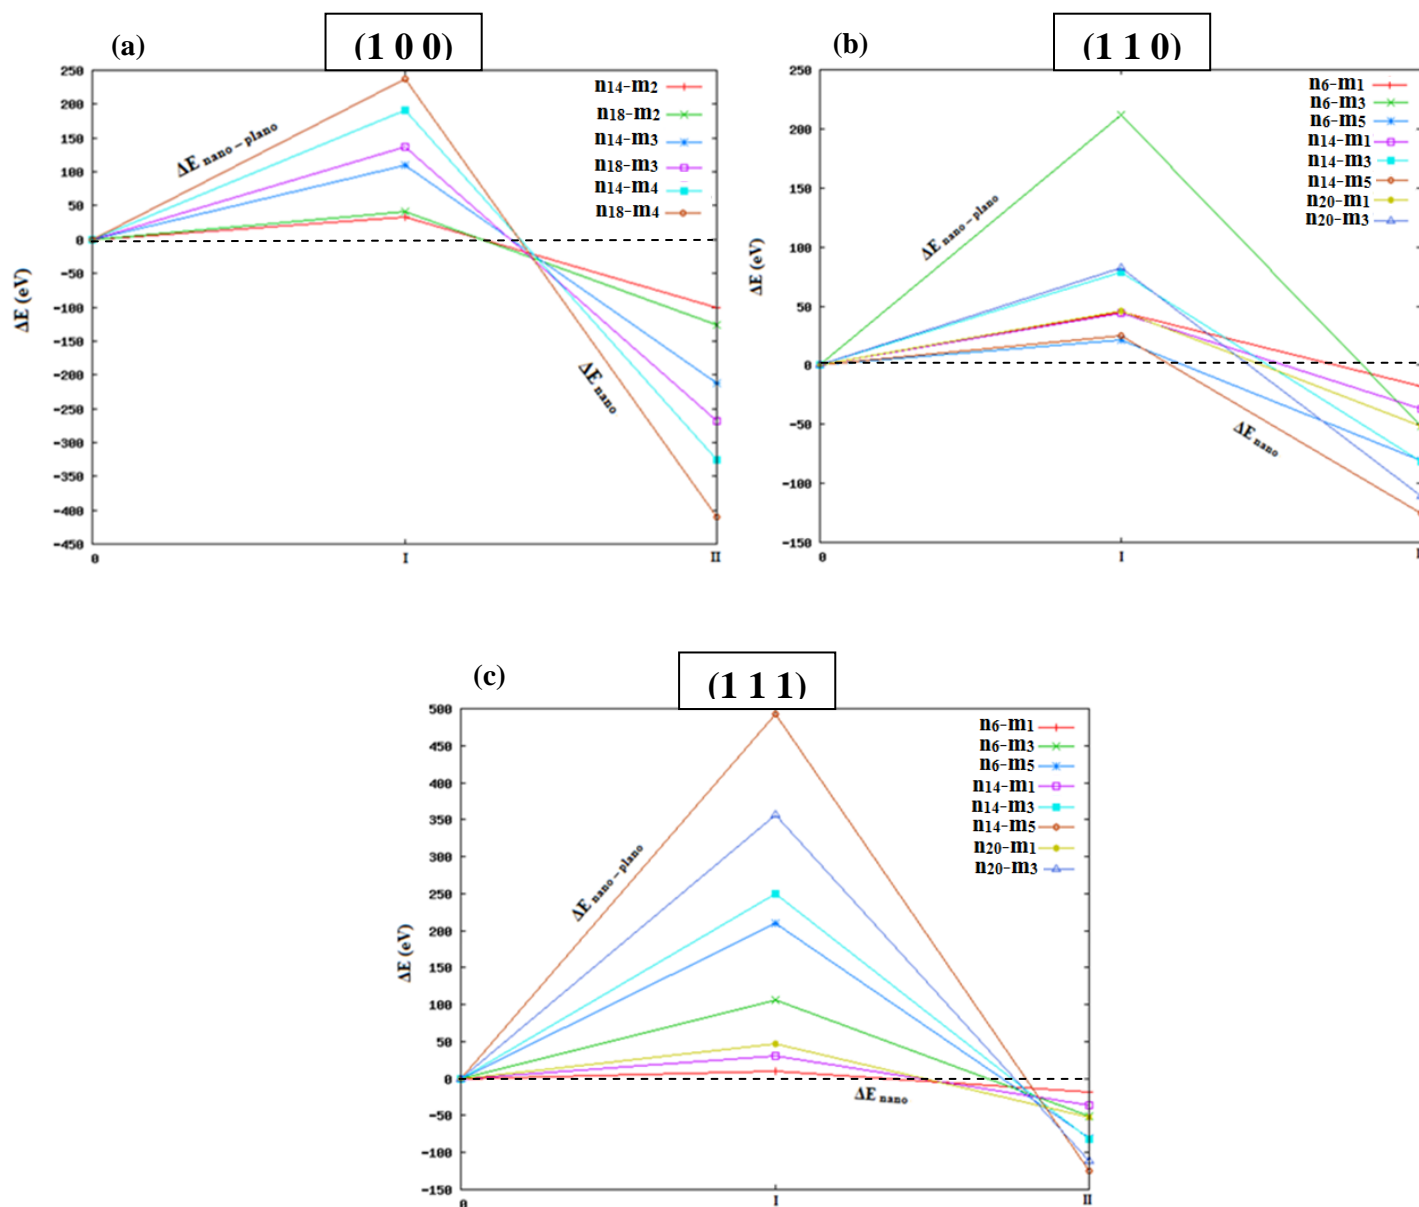 (a)
(1 0 0)
250
200
150
100
50
0
-50
-100
-150
-200
-250
-300
-350
-400
-450
ΔE (eV)
ΔE nano-plano
ΔE nano
n14-m2
n18-m2
n14-m3
n18-m3
n14-m4
n18-m4
0
I
II
(b)
(1 1 0)
250
200
150
100
50
0
-50
-100
-150
ΔE (eV)
ΔE nano-plano
ΔE nano
n6-m1
n6-m3
n6-m5
n14-m1
n14-m3
n14-m5
n20-m1
n20-m3
0
I
(c)
(1 1 1)
500
450
400
350
300
250
200
150
100
50
0
-50
-100
-150
ΔE (eV)
ΔE nano-plano
ΔE nano
n6-m1
n6-m3
n6-m5
n14-m1
n14-m3
n14-m5
n20-m1
n20-m3
0
I
II